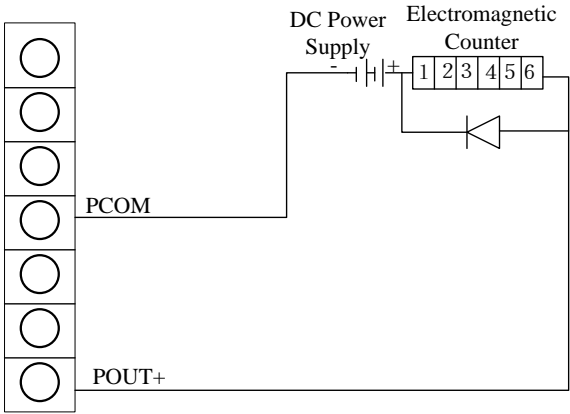 DC Power
Supply
Electromagnetic
Counter
- +
1 2 3 4 5 6
PCOM
POUT+